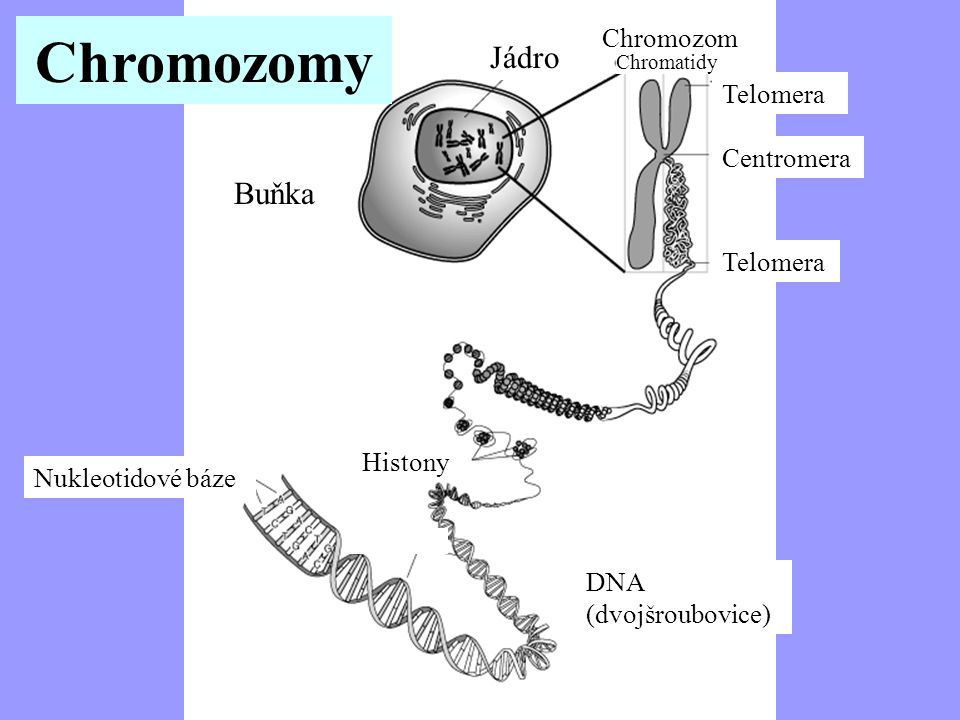 Chromozomy
Jádro
Chromozom
Chromatidy
Telomera
Centromera
Buňka
Telomera
Histony
Nukleotidové báze
DNA
(dvojšroubovice)